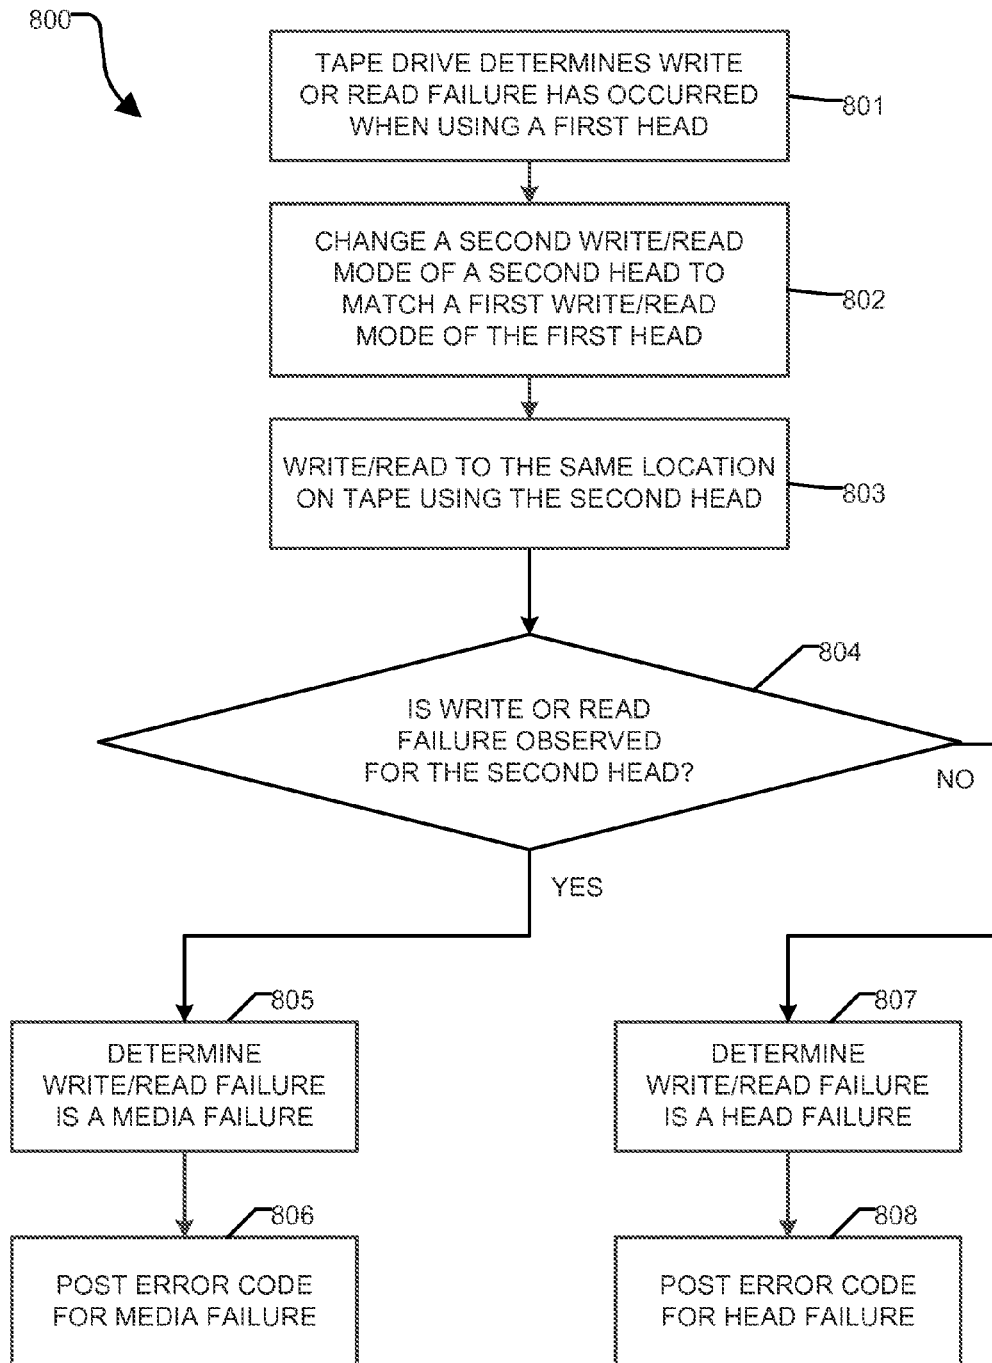 800
TAPE DRIVE DETERMINES WRITE
OR READ FAILURE HAS OCCURRED
WHEN USING A FIRST HEAD
801
CHANGE A SECOND WRITE/READ
MODE OF A SECOND HEAD TO
MATCH A FIRST WRITE/READ
MODE OF THE FIRST HEAD
802
WRITE/READ TO THE SAME LOCATION
ON TAPE USING THE SECOND HEAD
803
804
IS WRITE OR READ
FAILURE OBSERVED
FOR THE SECOND HEAD?
NO
YES
805
DETERMINE
WRITE/READ FAILURE
IS A MEDIA FAILURE
807
DETERMINE
WRITE/READ FAILURE
IS A HEAD FAILURE
806
POST ERROR CODE
FOR MEDIA FAILURE
808
POST ERROR CODE
FOR HEAD FAILURE